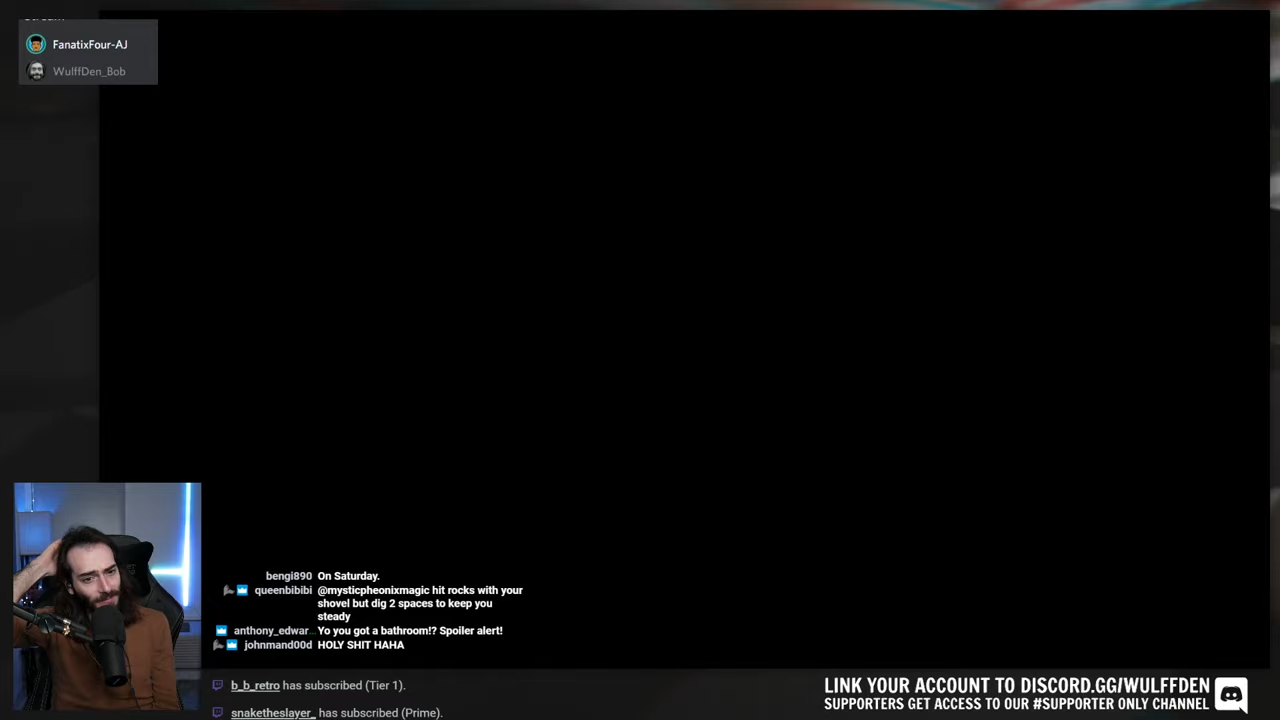 FanatixFour-AJ
WulffDen_Bob
bengi890 On Saturday.
queenbibibi @mysticpheonixmagic hit rocks with your
shovel but dig 2 spaces to keep you
steady
anthony_edwar... Yo you got a bathroom!? Spoiler alert!
johnmand00d HOLY SHIT HAHA
b_b_retro has subscribed (Tier 1).
snaketheslayer_ has subscribed (Prime).
LINK YOUR ACCOUNT TO DISCORD.GG/WULFFDEN
SUPPORTERS GET ACCESS TO OUR #SUPPORTER ONLY CHANNEL